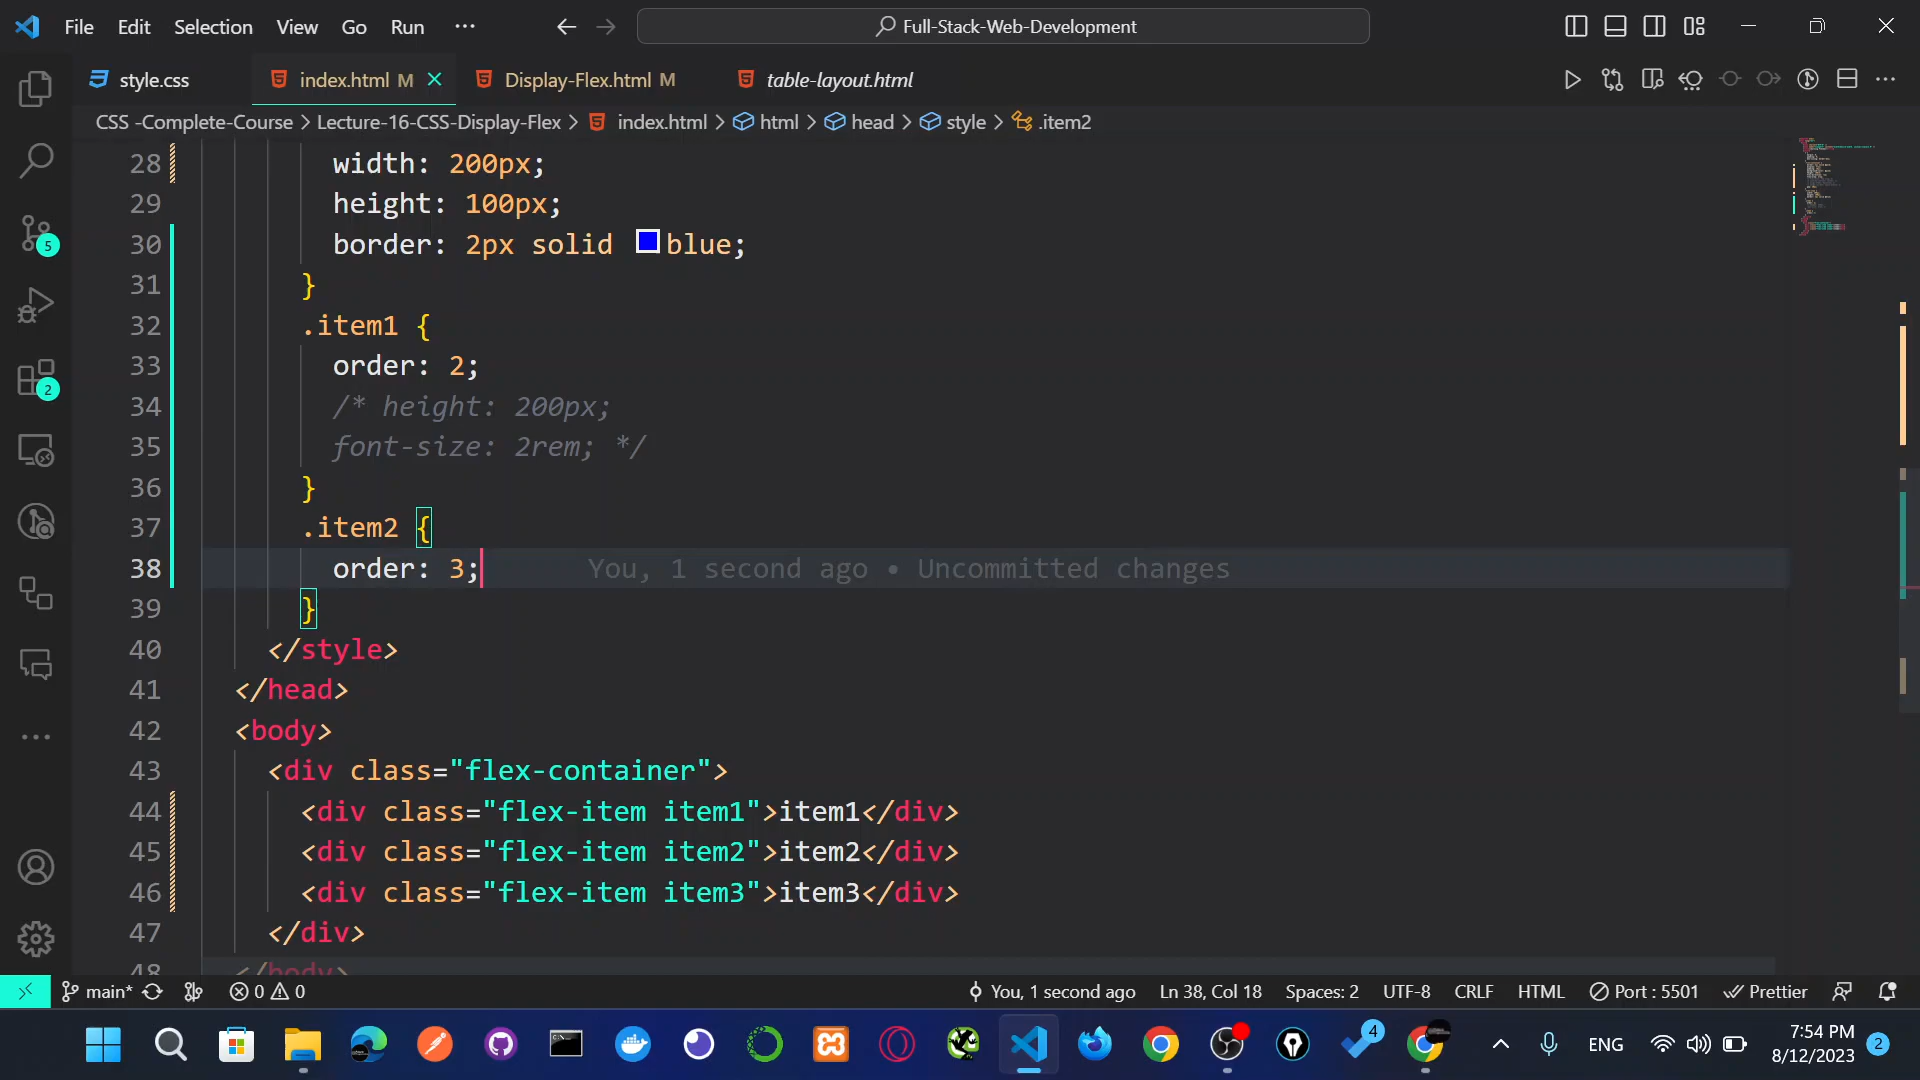 File Edit Selection View Go Run ···
Full-Stack-Web-Development
style.css index.html M Display-Flex.html M table-layout.html
CSS -Complete-Course > Lecture-16-CSS-Display-Flex > index.html > html > head > style > .item2
28 width: 200px;
29 height: 100px;
30 border: 2px solid blue;
31 }
32 .item1 {
33 order: 2;
34 /* height: 200px;
35 font-size: 2rem; */
36 }
37 .item2 {
38 order: 3; You, 1 second ago • Uncommitted changes
39 }
40 </style>
41 </head>
42 <body>
43 <div class="flex-container">
44 <div class="flex-item item1">item1</div>
45 <div class="flex-item item2">item2</div>
46 <div class="flex-item item3">item3</div>
47 </div>
48 </body>
5
2
main* 0 0 You, 1 second ago Ln 38, Col 18 Spaces: 2 UTF-8 CRLF HTML Port : 5501 Prettier
4 ENG 7:54 PM
8/12/2023 2